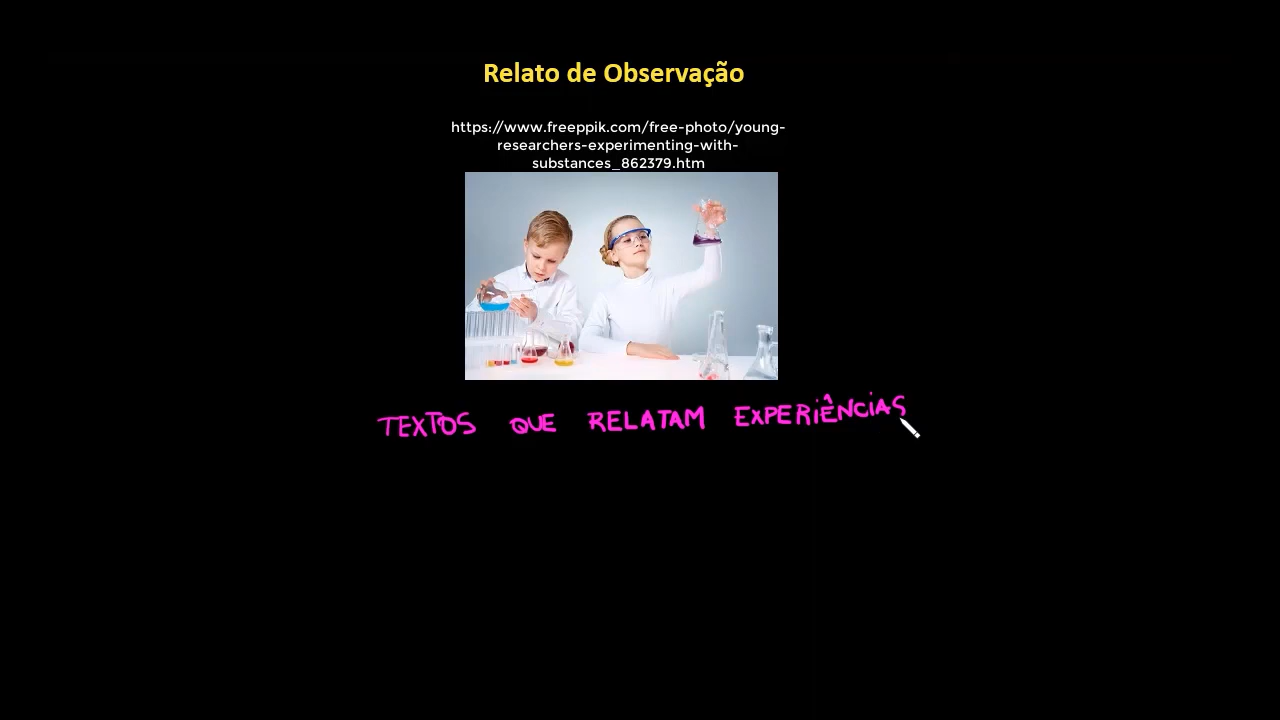 Relato de Observação
https://www.freeppik.com/free-photo/young-
researchers-experimenting-with-
substances_862379.htm
TEXTOS QUE RELATAM EXPERIÊNCIAS